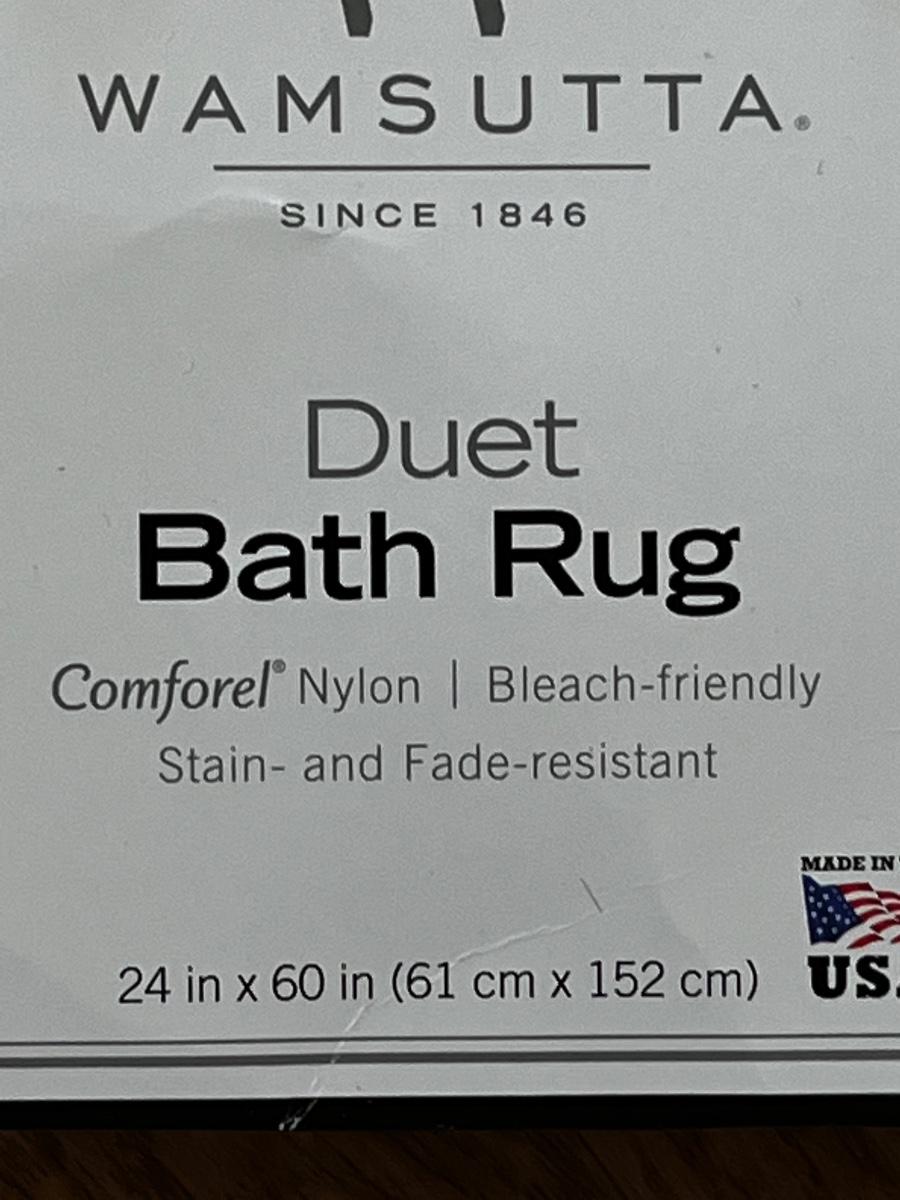 WAMSUTTA®
SINCE 1846
Duet
Bath Rug
Comforel® Nylon | Bleach-friendly
Stain- and Fade-resistant
MADE IN
24 in x 60 in (61 cm x 152 cm)
US.